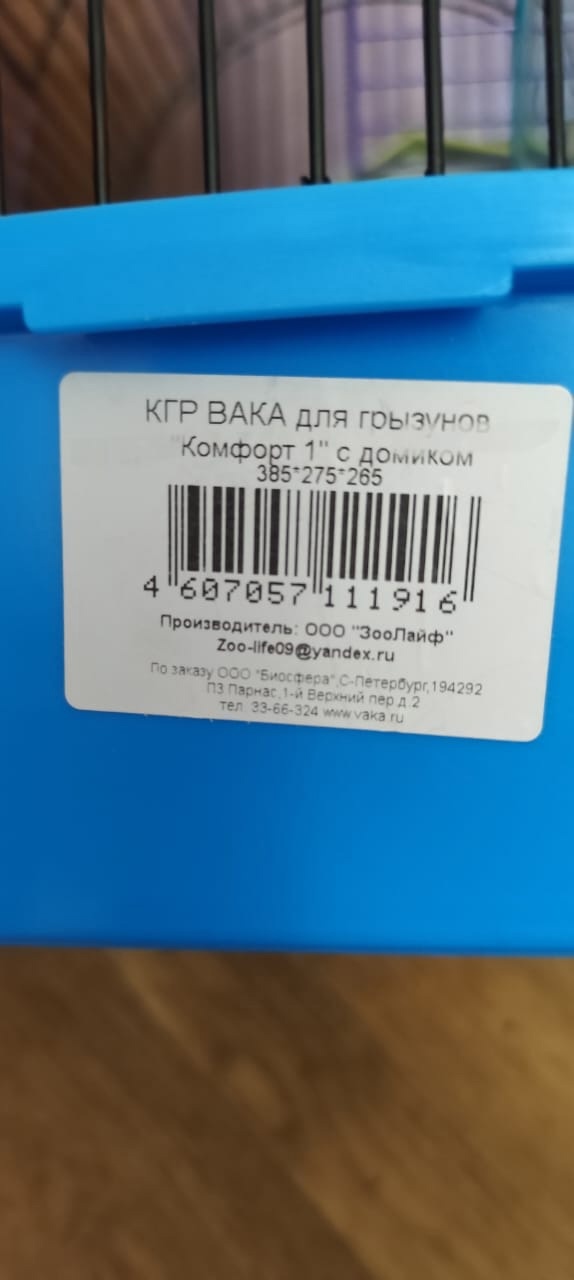 КГР ВАКА для грызунов
"Комфорт 1" с домиком
385*275*265
4 607057 111916
Производитель: ООО "ЗооЛайф"
Zoo-life09@yandex.ru
По заказу ООО "Биосфера",С-Петербург,194292
ПЗ Парнас,1-й Верхний пер.д.2
тел. 33-66-324 www.vaka.ru